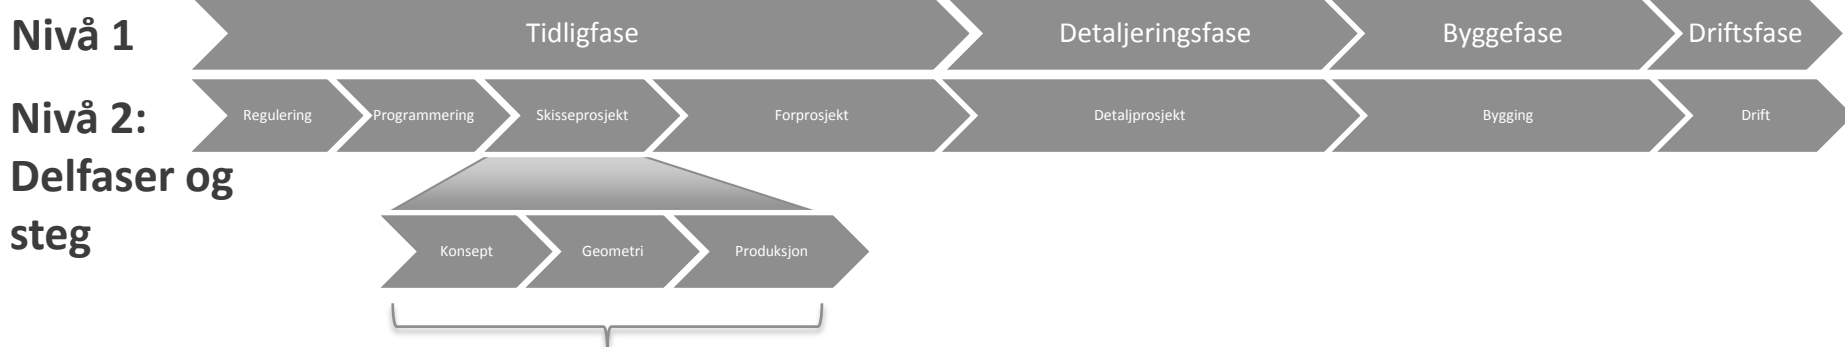 Nivå 1
Tidligfase
Detaljeringsfase
Byggefase
Driftsfase
Nivå 2:
Delfaser og
steg
Regulering
Programmering
Skisseprosjekt
Forprosjekt
Detaljprosjekt
Bygging
Drift
Konsept
Geometri
Produksjon